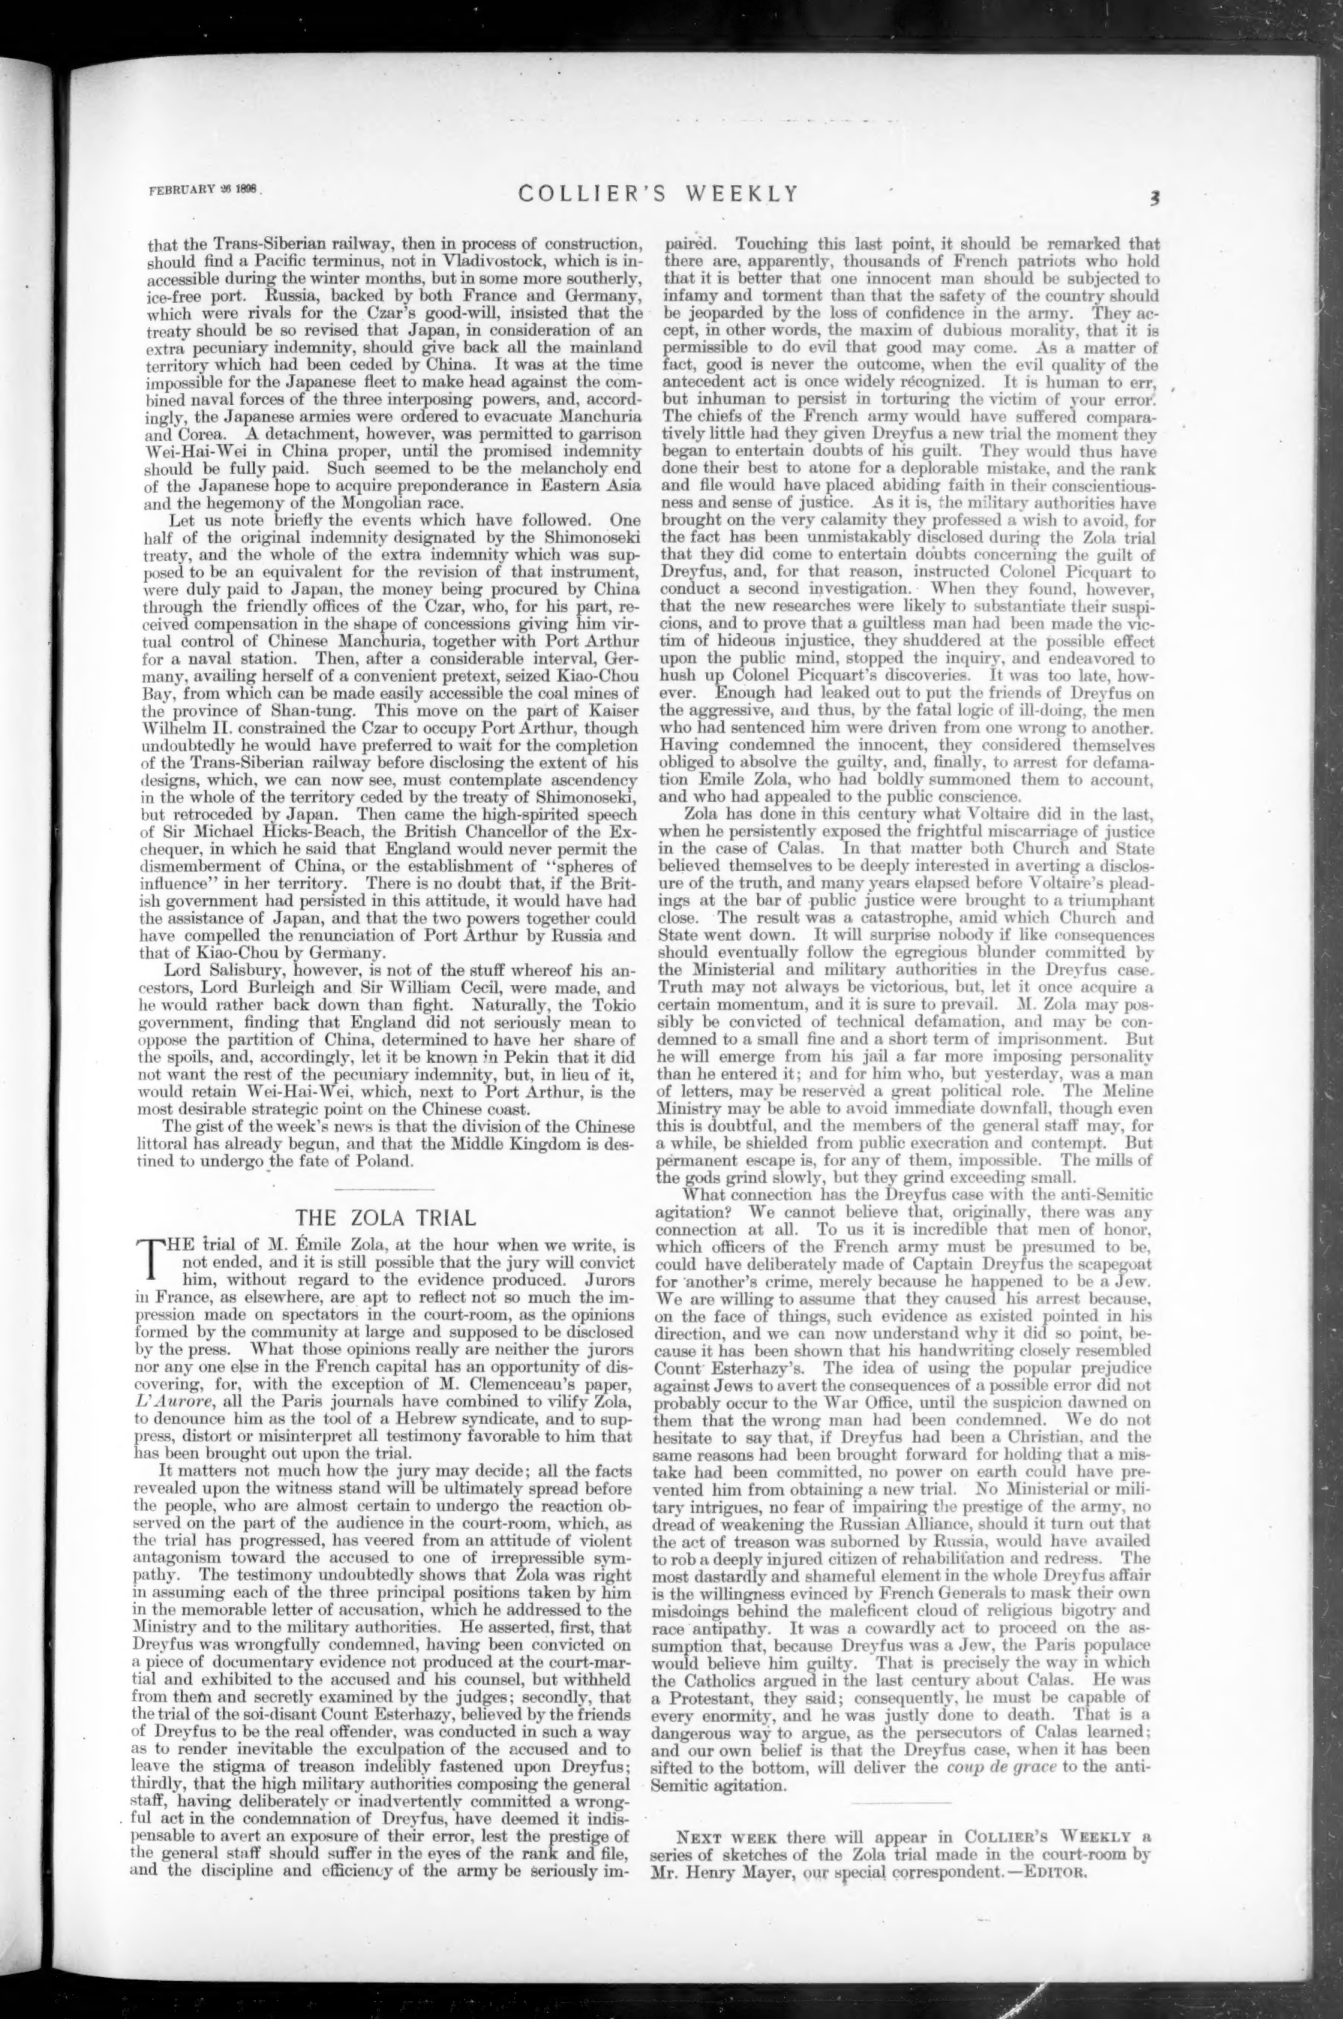 FEBRUARY 26 1898.
COLLIER'S WEEKLY
3
that the Trans-Siberian railway, then in process of construction,
should find a Pacific terminus, not in Vladivostock, which is in-
accessible during the winter months, but in some more southerly,
ice-free port. Russia, backed by both France and Germany,
which were rivals for the Czar's good-will, insisted that the
treaty should be so revised that Japan, in consideration of an
extra pecuniary indemnity, should give back all the mainland
territory which had been ceded by China. It was at the time
impossible for the Japanese fleet to make head against the com-
bined naval forces of the three interposing powers, and, accord-
ingly, the Japanese armies were ordered to evacuate Manchuria
and Corea. A detachment, however, was permitted to garrison
Wei-Hai-Wei in China proper, until the promised indemnity
should be fully paid. Such seemed to be the melancholy end
of the Japanese hope to acquire preponderance in Eastern Asia
and the hegemony of the Mongolian race.
Let us note briefly the events which have followed. One
half of the original indemnity designated by the Shimonoseki
treaty, and the whole of the extra indemnity which was sup-
posed to be an equivalent for the revision of that instrument,
were duly paid to Japan, the money being procured by China
through the friendly offices of the Czar, who, for his part, re-
ceived compensation in the shape of concessions giving him vir-
tual control of Chinese Manchuria, together with Port Arthur
for a naval station. Then, after a considerable interval, Ger-
many, availing herself of a convenient pretext, seized Kiao-Chou
Bay, from which can be made easily accessible the coal mines of
the province of Shan-tung. This move on the part of Kaiser
Wilhelm II. constrained the Czar to occupy Port Arthur, though
undoubtedly he would have preferred to wait for the completion
of the Trans-Siberian railway before disclosing the extent of his
designs, which, we can now see, must contemplate ascendency
in the whole of the territory ceded by the treaty of Shimonoseki,
but retroceded by Japan. Then came the high-spirited speech
of Sir Michael Hicks-Beach, the British Chancellor of the Ex-
chequer, in which he said that England would never permit the
dismemberment of China, or the establishment of "spheres of
influence" in her territory. There is no doubt that, if the Brit-
ish government had persisted in this attitude, it would have had
the assistance of Japan, and that the two powers together could
have compelled the renunciation of Port Arthur by Russia and
that of Kiao-Chou by Germany.
Lord Salisbury, however, is not of the stuff whereof his an-
cestors, Lord Burleigh and Sir William Cecil, were made, and
he would rather back down than fight. Naturally, the Tokio
government, finding that England did not seriously mean to
oppose the partition of China, determined to have her share of
the spoils, and, accordingly, let it be known in Pekin that it did
not want the rest of the pecuniary indemnity, but, in lieu of it,
would retain Wei-Hai-Wei, which, next to Port Arthur, is the
most desirable strategic point on the Chinese coast.
The gist of the week's news is that the division of the Chinese
littoral has already begun, and that the Middle Kingdom is des-
tined to undergo the fate of Poland.
THE ZOLA TRIAL
THE trial of M. Émile Zola, at the hour when we write, is
not ended, and it is still possible that the jury will convict
him, without regard to the evidence produced. Jurors
in France, as elsewhere, are apt to reflect not so much the im-
pression made on spectators in the court-room, as the opinions
formed by the community at large and supposed to be disclosed
by the press. What those opinions really are neither the jurors
nor any one else in the French capital has an opportunity of dis-
covering, for, with the exception of M. Clemenceau's paper,
L'Aurore, all the Paris journals have combined to vilify Zola,
to denounce him as the tool of a Hebrew syndicate, and to sup-
press, distort or misinterpret all testimony favorable to him that
has been brought out upon the trial.
It matters not much how the jury may decide; all the facts
revealed upon the witness stand will be ultimately spread before
the people, who are almost certain to undergo the reaction ob-
served on the part of the audience in the court-room, which, as
the trial has progressed, has veered from an attitude of violent
antagonism toward the accused to one of irrepressible sym-
pathy. The testimony undoubtedly shows that Zola was right
in assuming each of the three principal positions taken by him
in the memorable letter of accusation, which he addressed to the
Ministry and to the military authorities. He asserted, first, that
Dreyfus was wrongfully condemned, having been convicted on
a piece of documentary evidence not produced at the court-mar-
tial and exhibited to the accused and his counsel, but withheld
from them and secretly examined by the judges; secondly, that
the trial of the soi-disant Count Esterhazy, believed by the friends
of Dreyfus to be the real offender, was conducted in such a way
as to render inevitable the exculpation of the accused and to
leave the stigma of treason indelibly fastened upon Dreyfus;
thirdly, that the high military authorities composing the general
staff, having deliberately or inadvertently committed a wrong-
ful act in the condemnation of Dreyfus, have deemed it indis-
pensable to avert an exposure of their error, lest the prestige of
the general staff should suffer in the eyes of the rank and file,
and the discipline and efficiency of the army be seriously im-
paired. Touching this last point, it should be remarked that
there are, apparently, thousands of French patriots who hold
that it is better that one innocent man should be subjected to
infamy and torment than that the safety of the country should
be jeoparded by the loss of confidence in the army. They ac-
cept, in other words, the maxim of dubious morality, that it is
permissible to do evil that good may come. As a matter of
fact, good is never the outcome, when the evil quality of the
antecedent act is once widely recognized. It is human to err,
but inhuman to persist in torturing the victim of your error.
The chiefs of the French army would have suffered compara-
tively little had they given Dreyfus a new trial the moment they
began to entertain doubts of his guilt. They would thus have
done their best to atone for a deplorable mistake, and the rank
and file would have placed abiding faith in their conscientious-
ness and sense of justice. As it is, the military authorities have
brought on the very calamity they professed a wish to avoid, for
the fact has been unmistakably disclosed during the Zola trial
that they did come to entertain doubts concerning the guilt of
Dreyfus, and, for that reason, instructed Colonel Picquart to
conduct a second investigation. When they found, however,
that the new researches were likely to substantiate their suspi-
cions, and to prove that a guiltless man had been made the vic-
tim of hideous injustice, they shuddered at the possible effect
upon the public mind, stopped the inquiry, and endeavored to
hush up Colonel Picquart's discoveries. It was too late, how-
ever. Enough had leaked out to put the friends of Dreyfus on
the aggressive, and thus, by the fatal logic of ill-doing, the men
who had sentenced him were driven from one wrong to another.
Having condemned the innocent, they considered themselves
obliged to absolve the guilty, and, finally, to arrest for defama-
tion Emile Zola, who had boldly summoned them to account,
and who had appealed to the public conscience.
Zola has done in this century what Voltaire did in the last,
when he persistently exposed the frightful miscarriage of justice
in the case of Calas. In that matter both Church and State
believed themselves to be deeply interested in averting a disclos-
ure of the truth, and many years elapsed before Voltaire's plead-
ings at the bar of public justice were brought to a triumphant
close. The result was a catastrophe, amid which Church and
State went down. It will surprise nobody if like consequences
should eventually follow the egregious blunder committed by
the Ministerial and military authorities in the Dreyfus case.
Truth may not always be victorious, but, let it once acquire a
certain momentum, and it is sure to prevail. M. Zola may pos-
sibly be convicted of technical defamation, and may be con-
demned to a small fine and a short term of imprisonment. But
he will emerge from his jail a far more imposing personality
than he entered it; and for him who, but yesterday, was a man
of letters, may be reserved a great political role. The Meline
Ministry may be able to avoid immediate downfall, though even
this is doubtful, and the members of the general staff may, for
a while, be shielded from public execration and contempt. But
permanent escape is, for any of them, impossible. The mills of
the gods grind slowly, but they grind exceeding small.
What connection has the Dreyfus case with the anti-Semitic
agitation? We cannot believe that, originally, there was any
connection at all. To us it is incredible that men of honor,
which officers of the French army must be presumed to be,
could have deliberately made of Captain Dreyfus the scapegoat
for another's crime, merely because he happened to be a Jew.
We are willing to assume that they caused his arrest because,
on the face of things, such evidence as existed pointed in his
direction, and we can now understand why it did so point, be-
cause it has been shown that his handwriting closely resembled
Count Esterhazy's. The idea of using the popular prejudice
against Jews to avert the consequences of a possible error did not
probably occur to the War Office, until the suspicion dawned on
them that the wrong man had been condemned. We do not
hesitate to say that, if Dreyfus had been a Christian, and the
same reasons had been brought forward for holding that a mis-
take had been committed, no power on earth could have pre-
vented him from obtaining a new trial. No Ministerial or mili-
tary intrigues, no fear of impairing the prestige of the army, no
dread of weakening the Russian Alliance, should it turn out that
the act of treason was suborned by Russia, would have availed
to rob a deeply injured citizen of rehabilitation and redress. The
most dastardly and shameful element in the whole Dreyfus affair
is the willingness evinced by French Generals to mask their own
misdoings behind the maleficent cloud of religious bigotry and
race antipathy. It was a cowardly act to proceed on the as-
sumption that, because Dreyfus was a Jew, the Paris populace
would believe him guilty. That is precisely the way in which
the Catholics argued in the last century about Calas. He was
a Protestant, they said; consequently, he must be capable of
every enormity, and he was justly done to death. That is a
dangerous way to argue, as the persecutors of Calas learned;
and our own belief is that the Dreyfus case, when it has been
sifted to the bottom, will deliver the coup de grace to the anti-
Semitic agitation.
NEXT WEEK there will appear in COLLIER'S WEEKLY a
series of sketches of the Zola trial made in the court-room by
Mr. Henry Mayer, our special correspondent.—EDITOR.